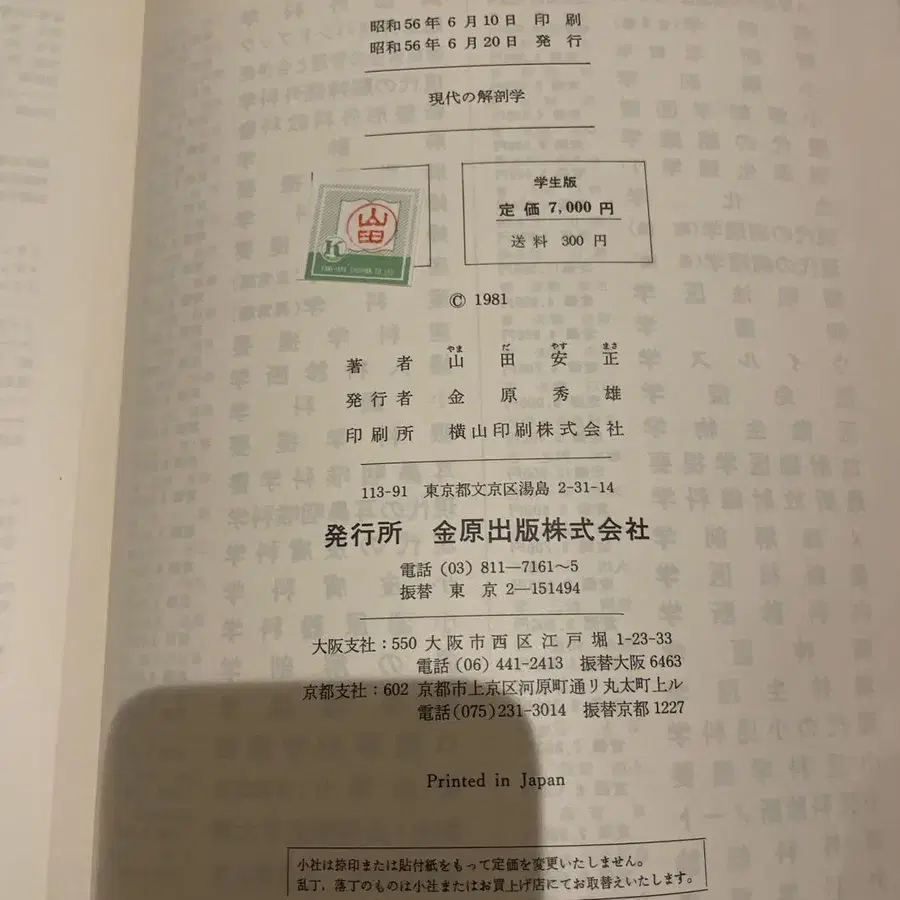 昭和56年 6 月10日 印 刷
昭和56年 6 月20日 発 行
現代の解剖学
山田
K
学生版
定 価 7,000 円
送 料 300 円
© 1981
やま だ やす まさ
著 者 山 田 安 正
発行者 金 原 秀 雄
印刷所 横山印刷株式会社
113-91 東京都文京区湯島 2-31-14
発行所 金原出版株式会社
電話 (03) 811—7161~5
振替 東 京 2—151494
大阪支社:550 大阪市西区江戸堀 1-23-33
電話 (06) 441-2413 振替大阪 6463
京都支社:602 京都市上京区河原町通リ丸太町上ル
電話(075)231-3014 振替京都 1227
Printed in Japan
小社は捺印または貼付紙をもって定価を変更いたしません。
乱丁,落丁のものは小社またはお買上げ店にてお取替えいたします。